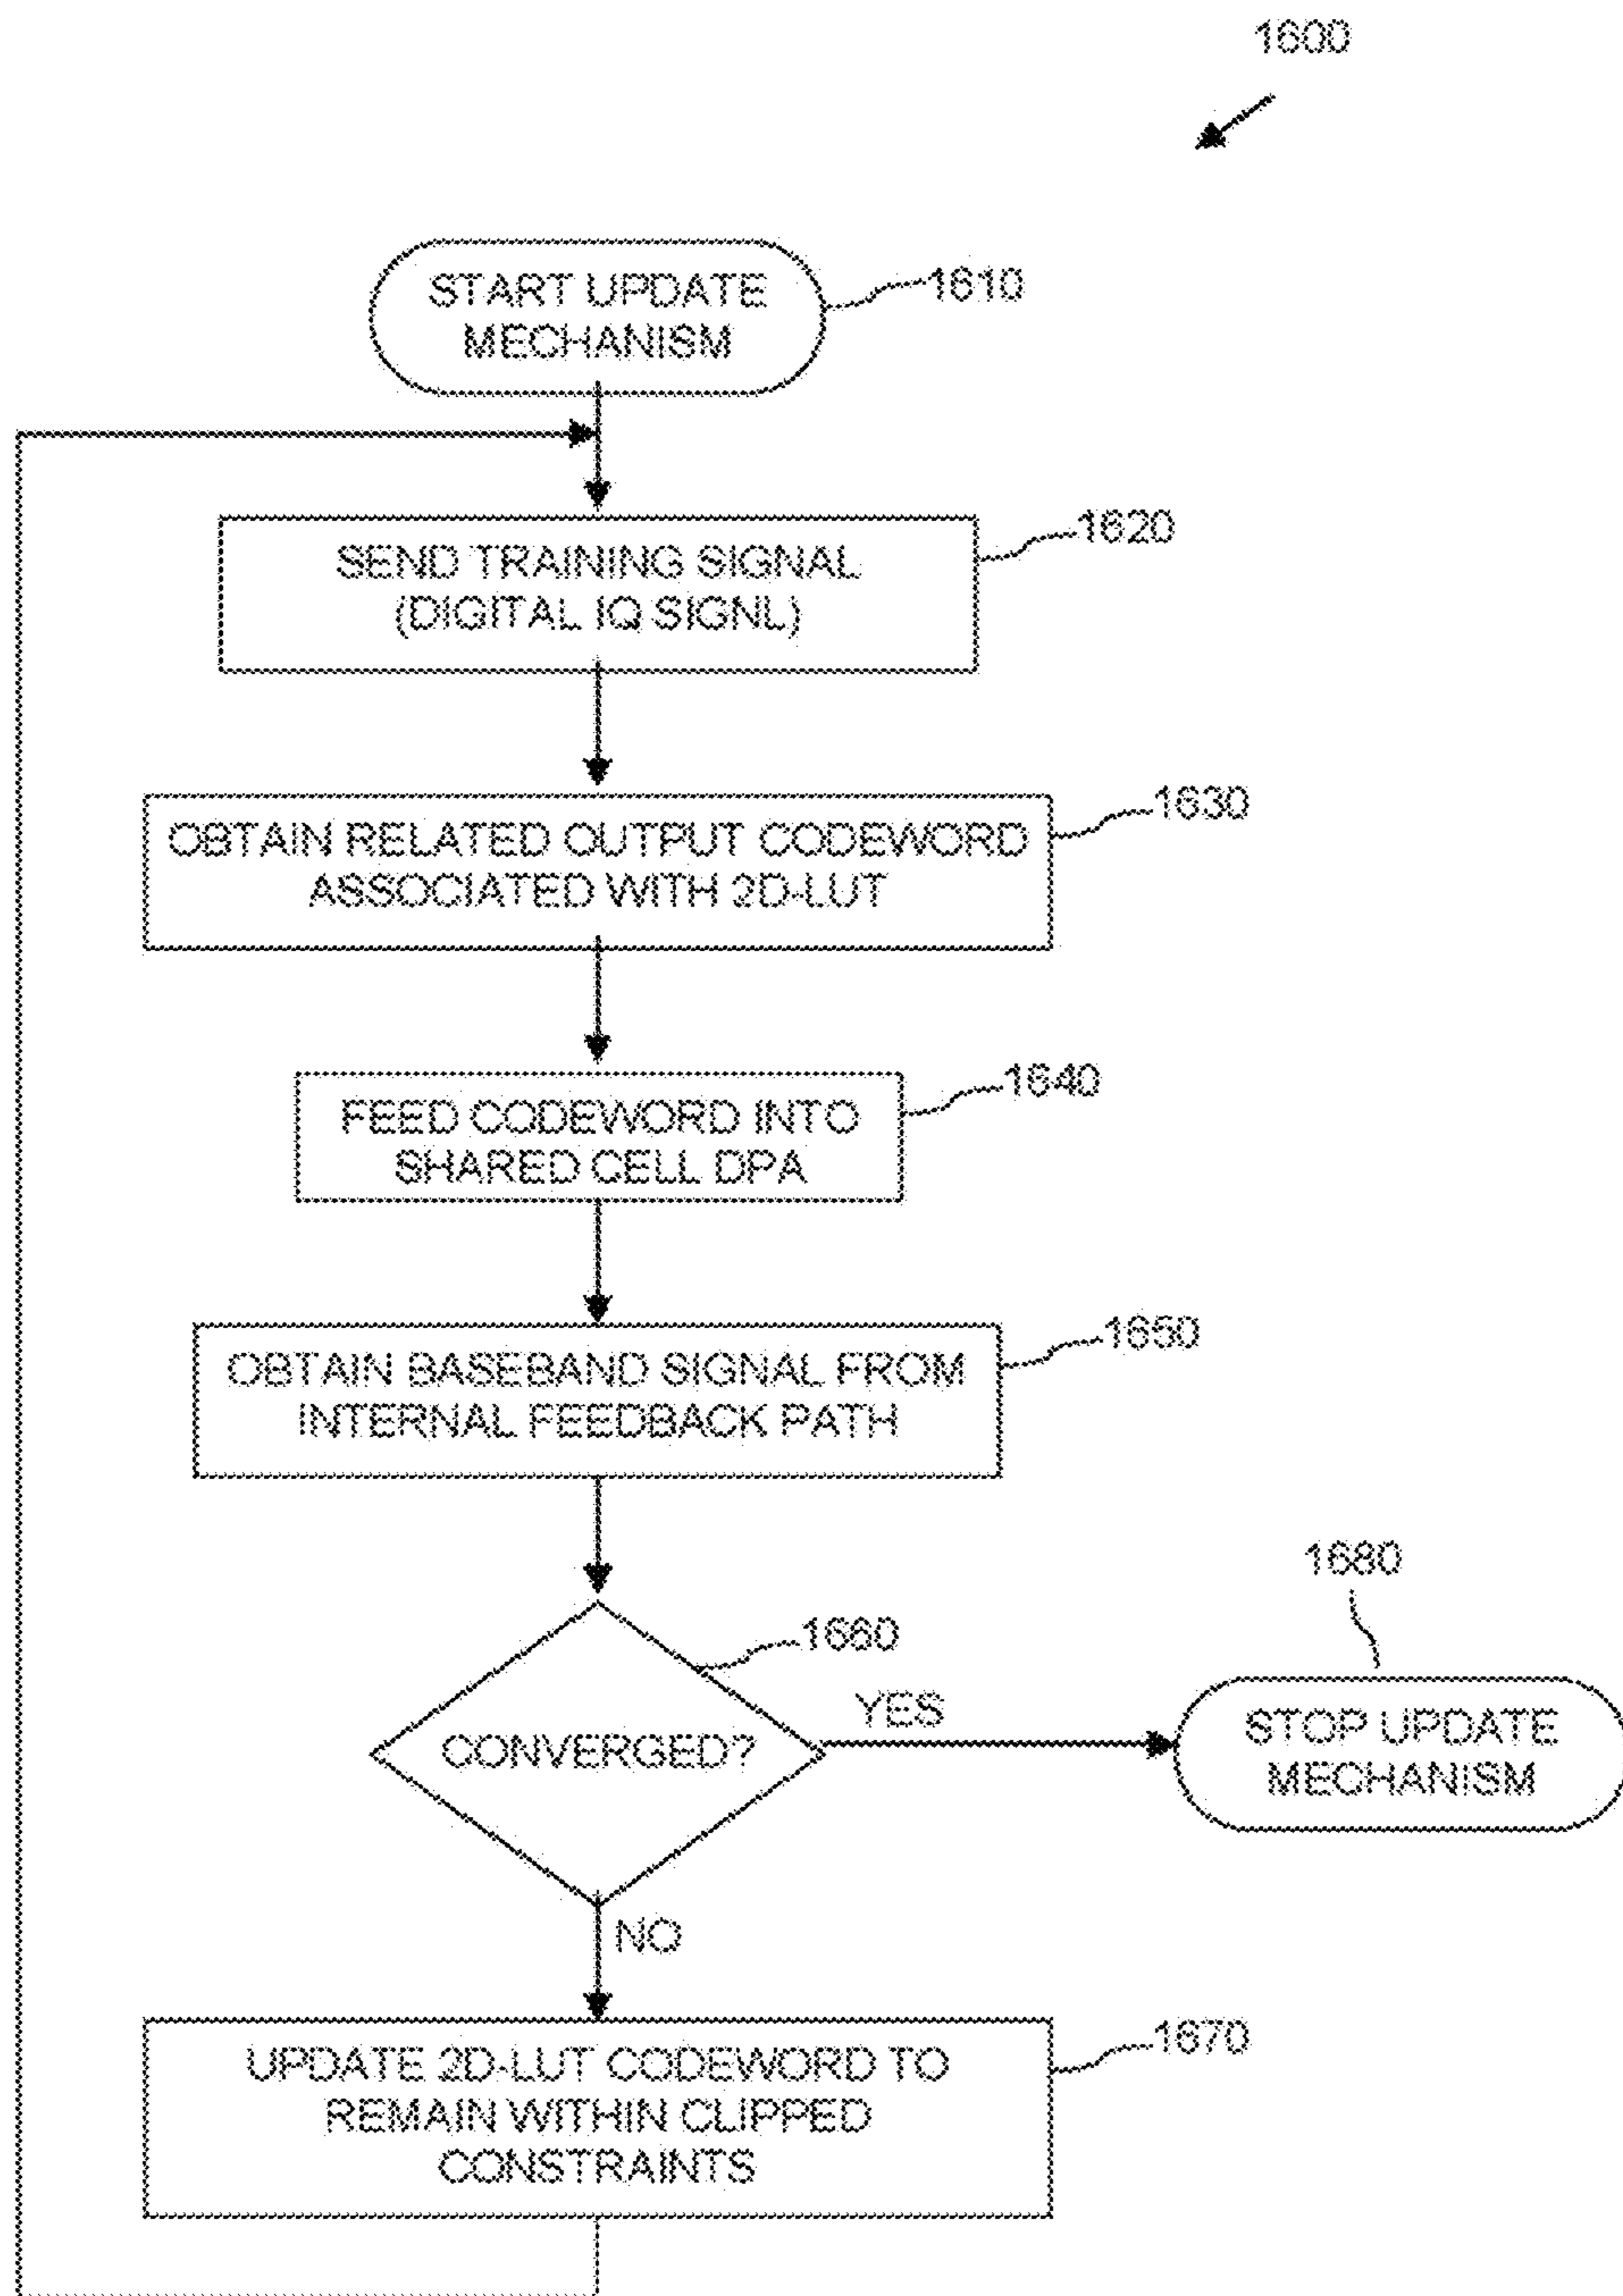 1600
START UPDATE
MECHANISM
1610
SEND TRAINING SIGNAL
(DIGITAL IQ SIGNL)
1620
OBTAIN RELATED OUTPUT CODEWORD
ASSOCIATED WITH 2D-LUT
1630
FEED CODEWORD INTO
SHARED CELL DPA
1640
OBTAIN BASEBAND SIGNAL FROM
INTERNAL FEEDBACK PATH
1650
CONVERGED?
1660
YES
STOP UPDATE
MECHANISM
1680
NO
UPDATE 2D-LUT CODEWORD TO
REMAIN WITHIN CLIPPED
CONSTRAINTS
1670